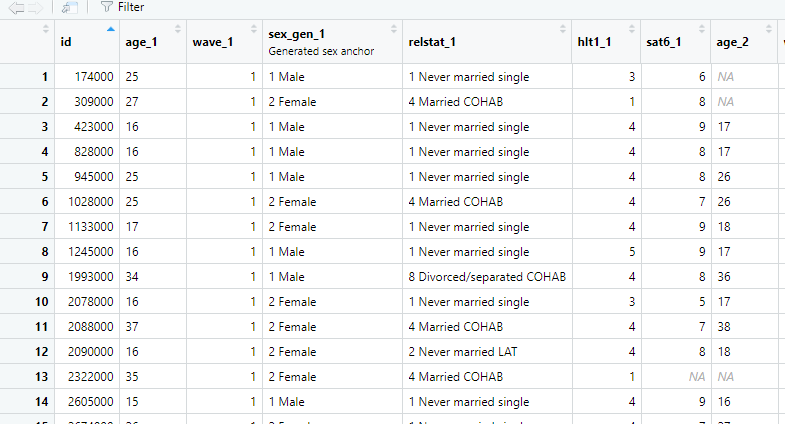 Filter
id age_1 wave_1 sex_gen_1 Generated sex anchor relstat_1 hlt1_1 sat6_1 age_2
1 174000 25 1 1 Male 1 Never married single 3 6 NA
2 309000 27 1 2 Female 4 Married COHAB 1 8 NA
3 423000 16 1 1 Male 1 Never married single 4 9 17
4 828000 16 1 1 Male 1 Never married single 4 8 17
5 945000 25 1 1 Male 1 Never married single 4 8 26
6 1028000 25 1 2 Female 4 Married COHAB 4 7 26
7 1133000 17 1 2 Female 1 Never married single 4 9 18
8 1245000 16 1 1 Male 1 Never married single 5 9 17
9 1993000 34 1 1 Male 8 Divorced/separated COHAB 4 8 36
10 2078000 16 1 2 Female 1 Never married single 3 5 17
11 2088000 37 1 2 Female 4 Married COHAB 4 7 38
12 2090000 16 1 2 Female 2 Never married LAT 4 8 18
13 2322000 35 1 2 Female 4 Married COHAB 1 NA NA
14 2605000 15 1 1 Male 1 Never married single 4 9 16